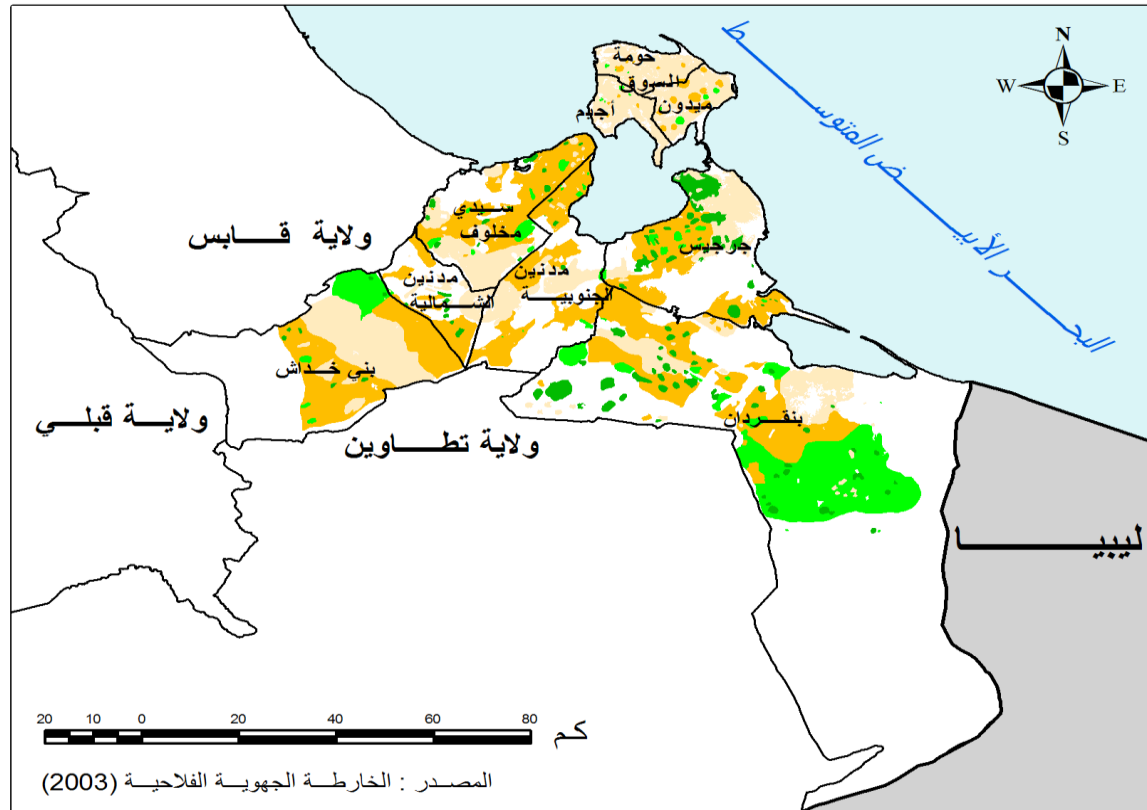 N
W E
S
البحر الأبيض المتوسط
حومة
السوق
ميدون
أجيم
سيدي
مخلوف
جرجيس
ولاية قابس
مدنين
الشمالية
مدنين
الجنوبية
بني خداش
بنقردان
ولاية قبلي
ولاية تطاوين
ليبيا
20 10 0 20 40 60 80
كم
المصدر : الخارطة الجهوية الفلاحية (2003)